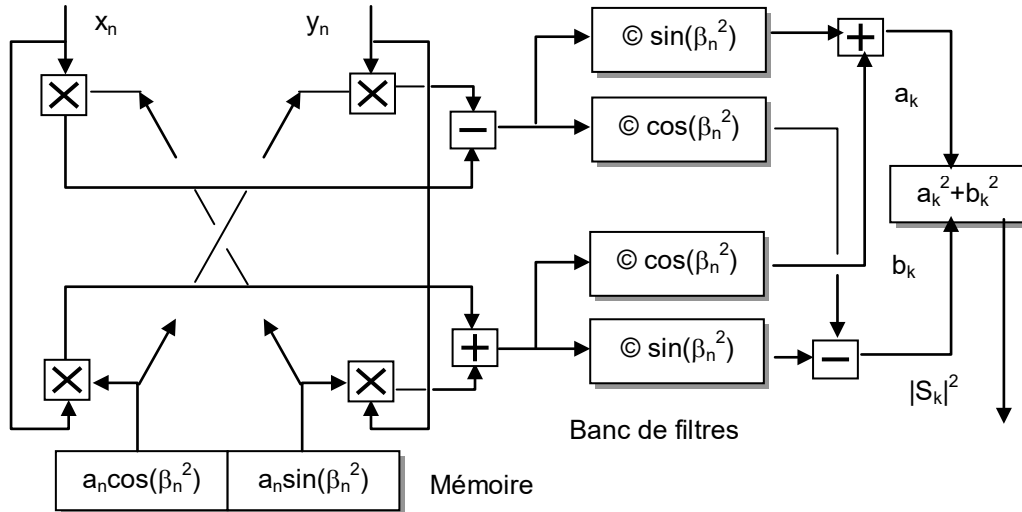 xₙ
yₙ
© sin(βₙ²)
© cos(βₙ²)
© cos(βₙ²)
© sin(βₙ²)
+
−
aₖ
aₖ²+bₖ²
bₖ
+
−
|Sₖ|²
Banc de filtres
aₙcos(βₙ²)
aₙsin(βₙ²)
Mémoire